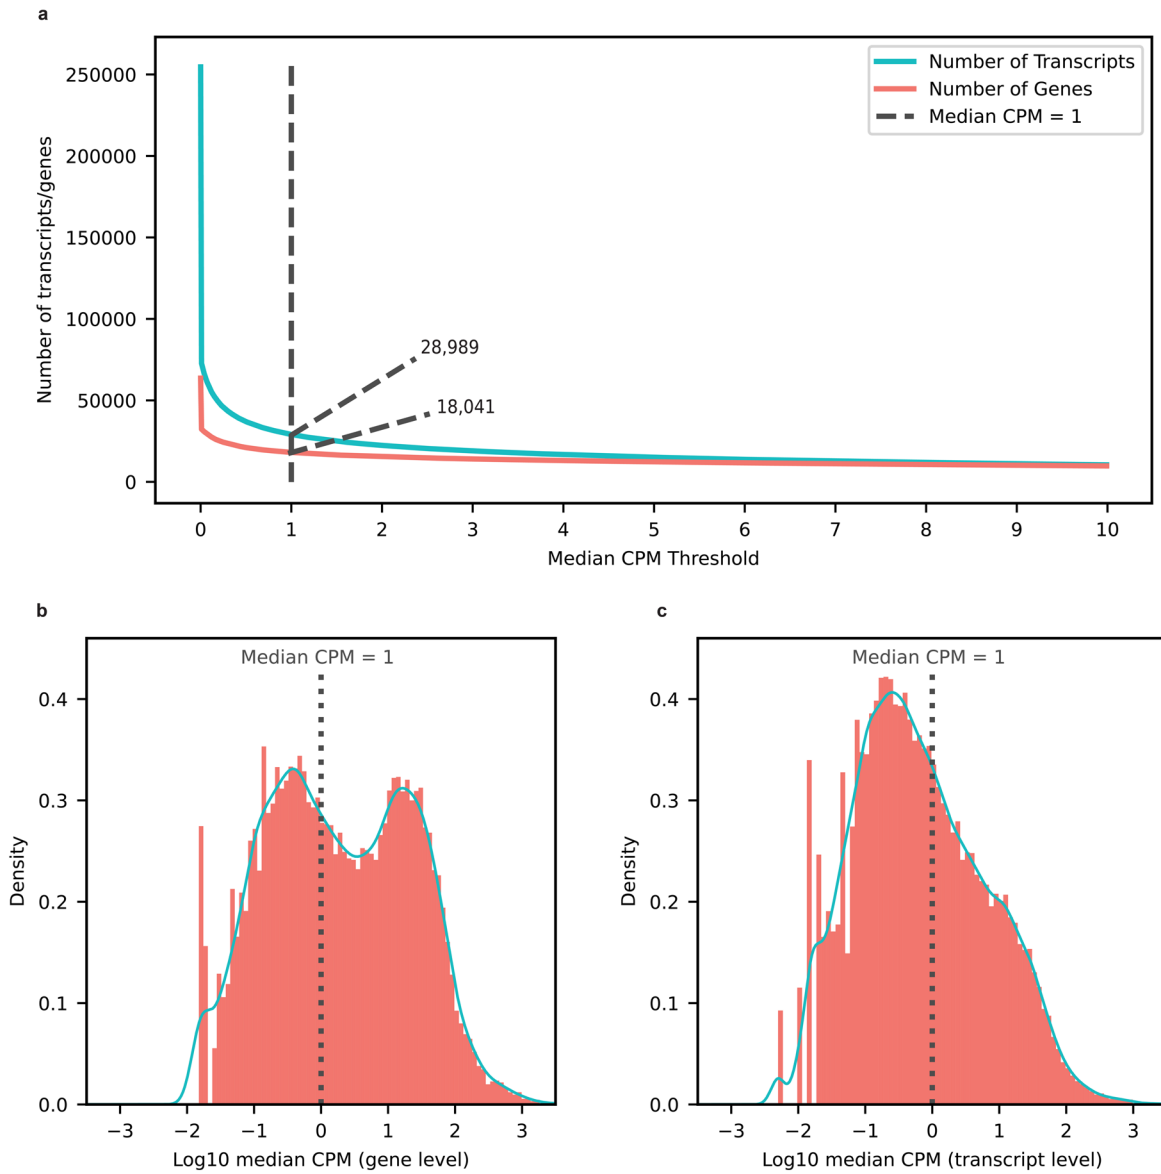 a
Number of transcripts/genes
250000
200000
150000
100000
50000
0
Number of Transcripts
Number of Genes
Median CPM = 1
28,989
18,041
0 1 2 3 4 5 6 7 8 9 10
Median CPM Threshold
b
Median CPM = 1
Density
0.4
0.3
0.2
0.1
0.0
−3 −2 −1 0 1 2 3
Log10 median CPM (gene level)
c
Median CPM = 1
Density
0.4
0.3
0.2
0.1
0.0
−3 −2 −1 0 1 2 3
Log10 median CPM (transcript level)